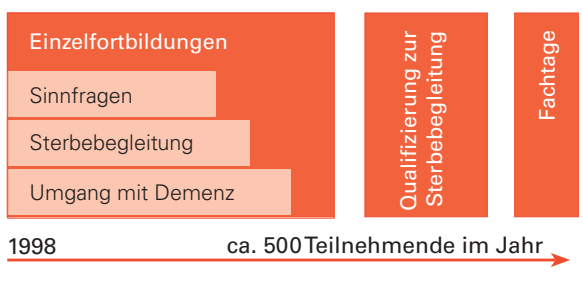 Einzelfortbildungen
Sinnfragen
Sterbebegleitung
Umgang mit Demenz
Qualifizierung zur
Sterbebegleitung
Fachtage
1998
ca. 500 Teilnehmende im Jahr